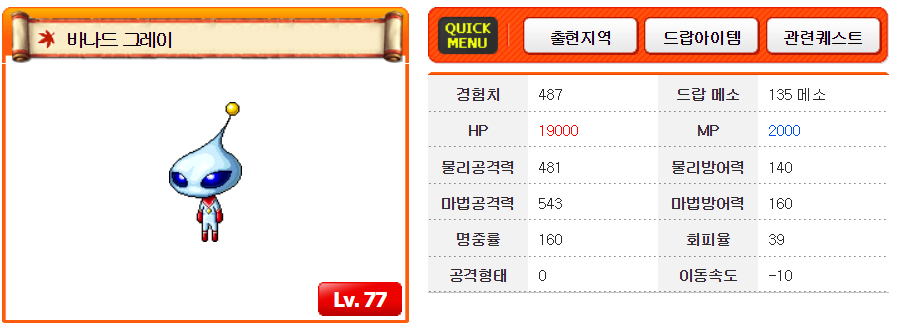 바나드 그레이
Lv. 77
QUICK MENU
출현지역
드랍아이템
관련퀘스트
경험치 487 드랍 메소 135 메소
HP 19000 MP 2000
물리공격력 481 물리방어력 140
마법공격력 543 마법방어력 160
명중률 160 회피율 39
공격형태 0 이동속도 -10